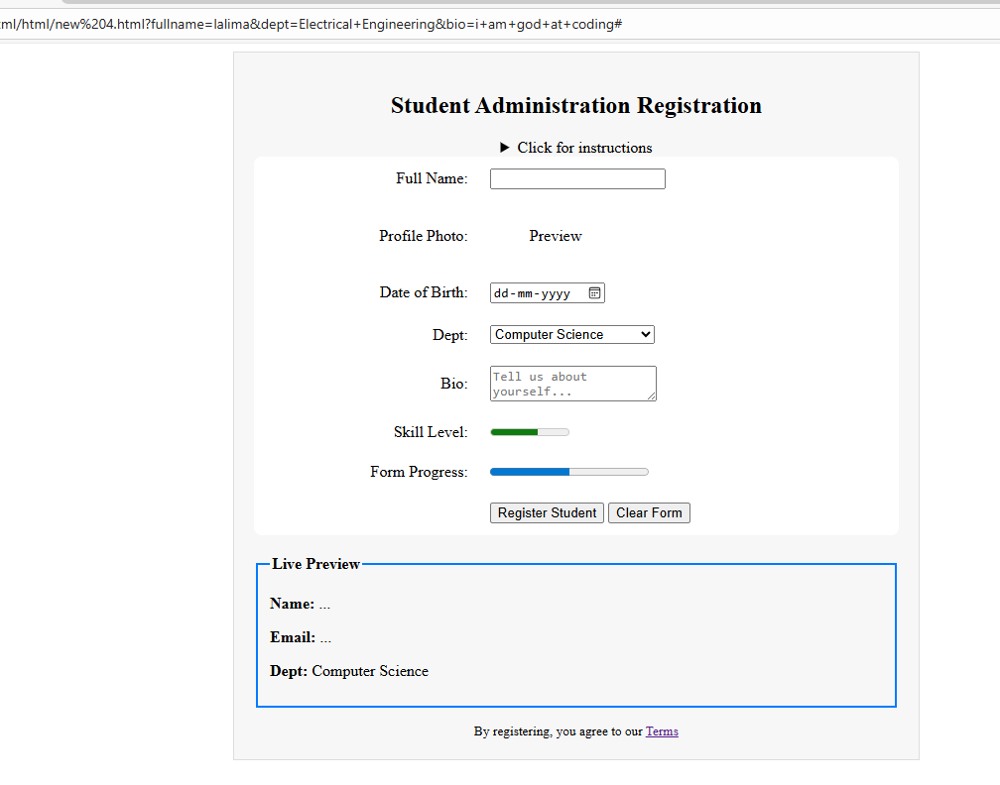 ml/html/new%204.html?fullname=lalima&dept=Electrical+Engineering&bio=i+am+god+at+coding#
Student Administration Registration
▶ Click for instructions
Full Name:
Profile Photo: Preview
Date of Birth: dd-mm-yyyy
Dept: Computer Science
Bio: Tell us about
yourself...
Skill Level:
Form Progress:
Register Student Clear Form
Live Preview
Name: ...
Email: ...
Dept: Computer Science
By registering, you agree to our Terms